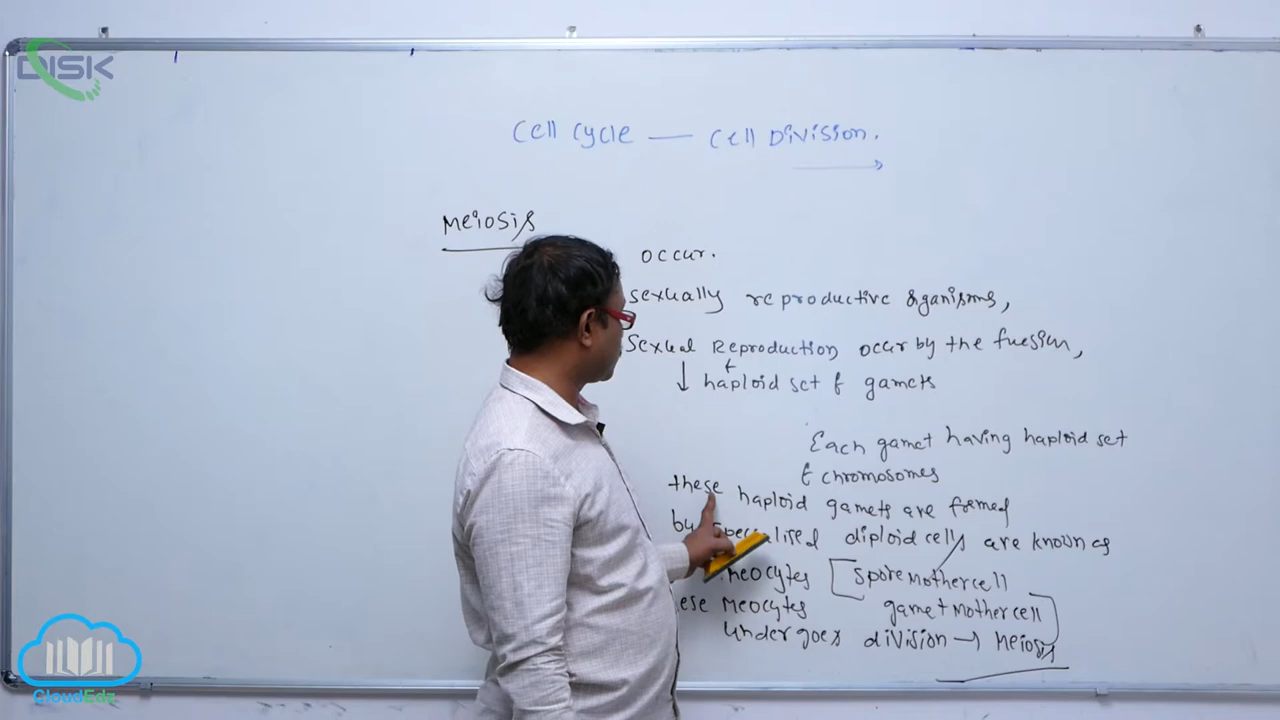 DISK
Cell Cycle — Cell Division.
Meiosis
occur.
sexually reproductive organisms,
Sexual Reproduction occur by the fuesion,
haploid set of gamets
Each gamet having haploid set
of chromosomes
these haploid gamets are formed
by specialised diploid cells are known as
meocytes [spore Mother cell
ese meocytes gamet Mother cell]
undergoes division → Meiosis
CloudEdz